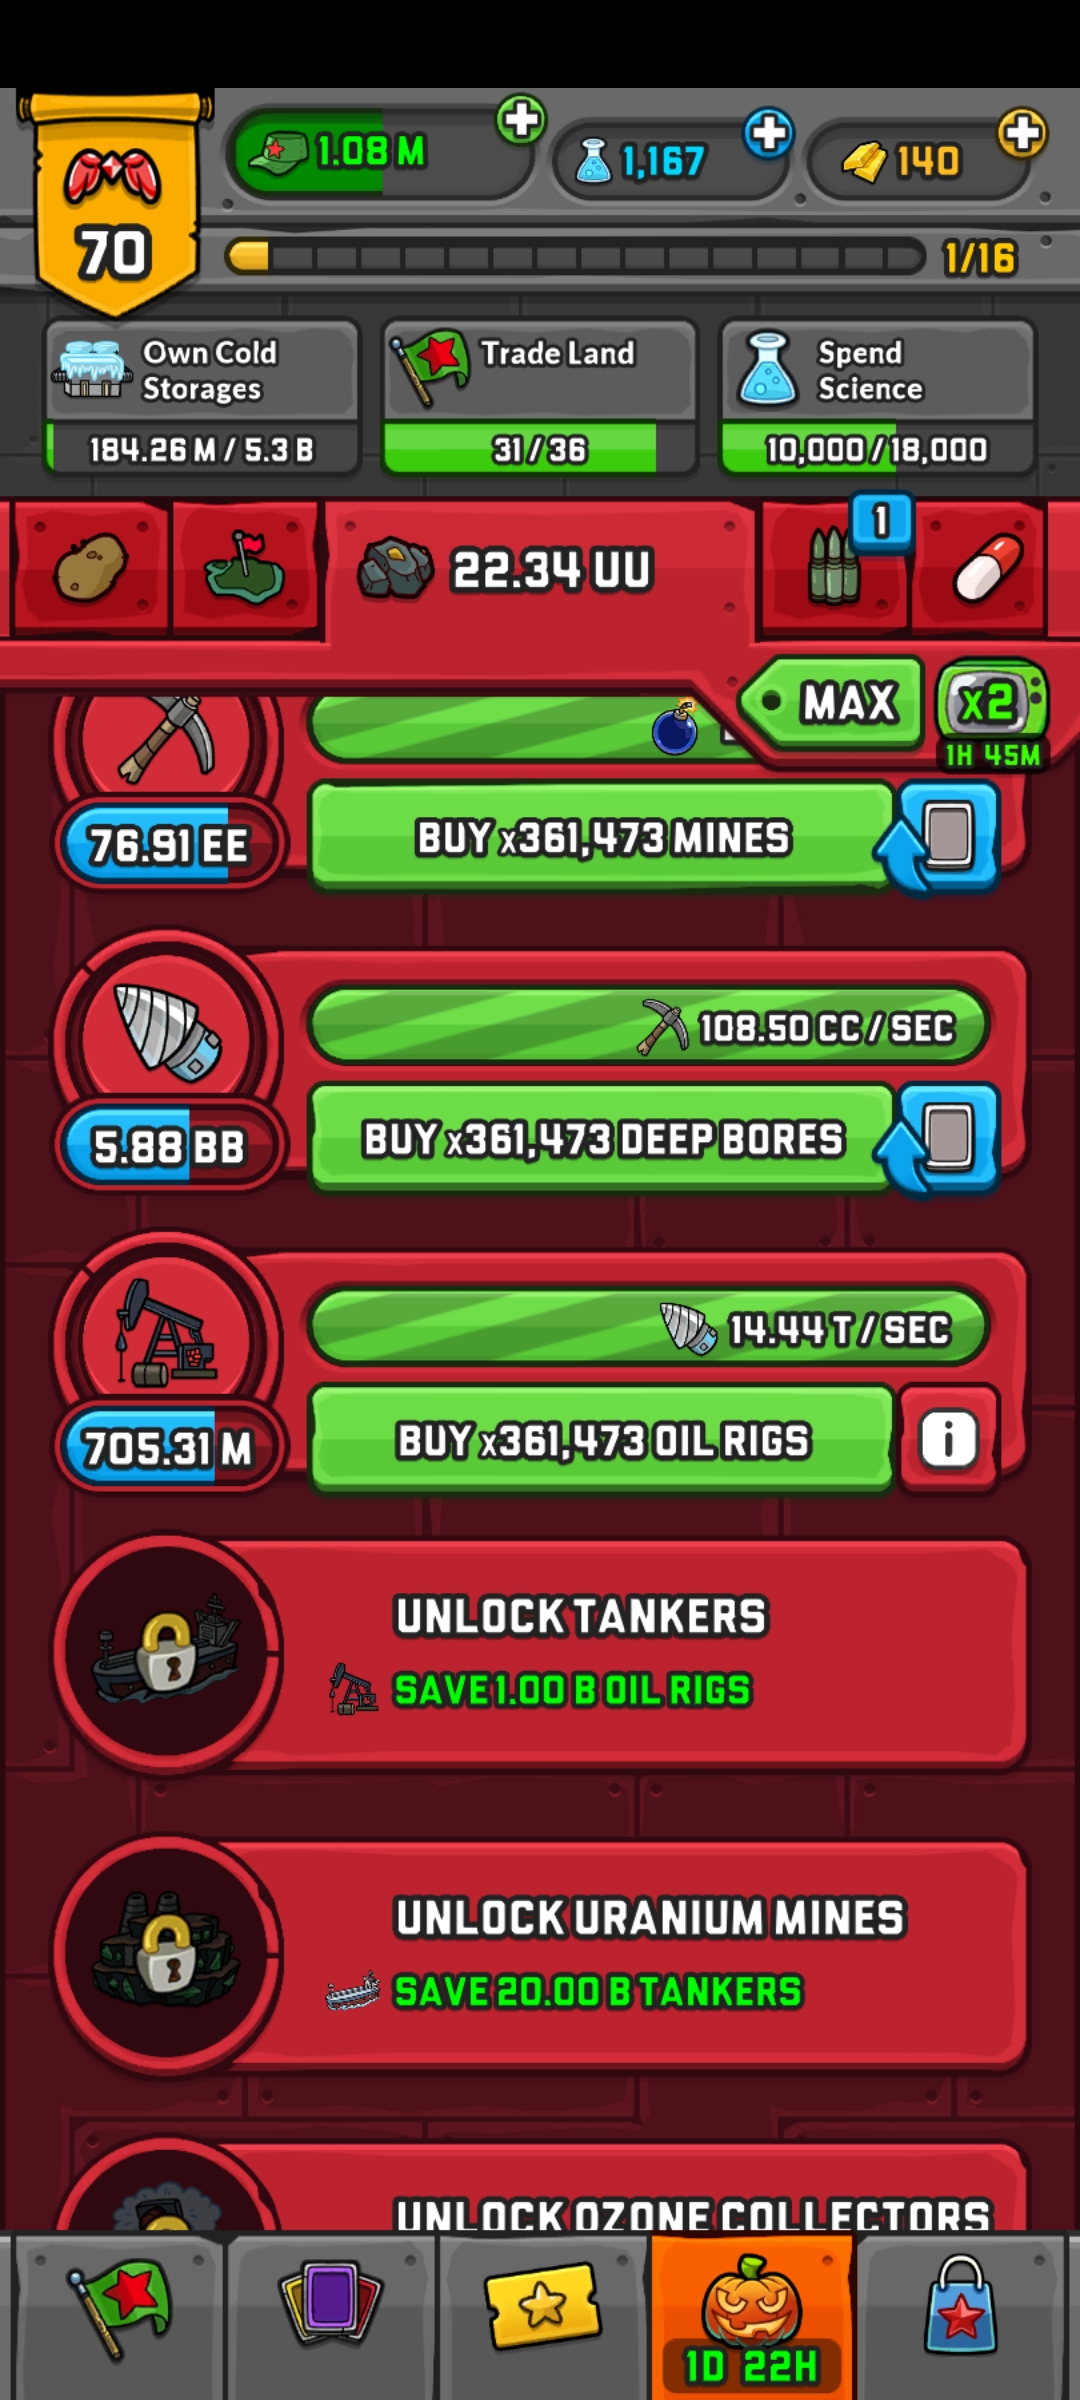 1.08 M
1,167
140
70
1/16
Own Cold
Storages
184.26 M / 5.3 B
Trade Land
31 / 36
Spend
Science
10,000 / 18,000
22.34 UU
1
MAX
x2
1H 45M
76.91 EE
BUY x361,473 MINES
108.50 CC / SEC
5.88 BB
BUY x361,473 DEEP BORES
14.44 T / SEC
705.31 M
BUY x361,473 OIL RIGS
i
UNLOCK TANKERS
SAVE 1.00 B OIL RIGS
UNLOCK URANIUM MINES
SAVE 20.00 B TANKERS
UNLOCK OZONE COLLECTORS
1D 22H